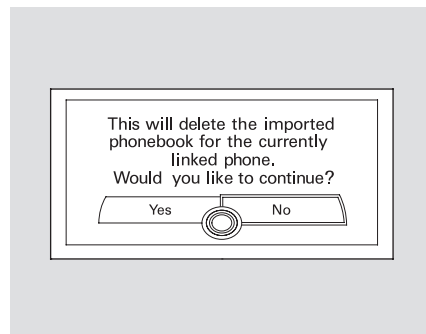 This will delete the imported
phonebook for the currently
linked phone.
Would you like to continue?
Yes No